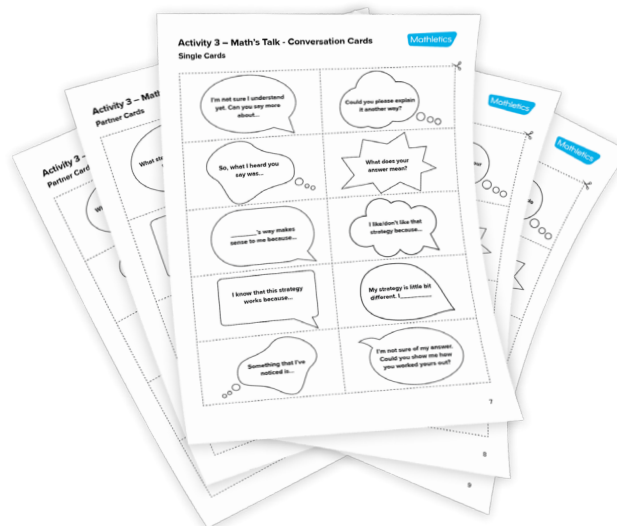 Activity 3 – Math's Talk - Conversation Cards
Mathletics
Single Cards
I'm not sure I understand
yet. Can you say more
about...
Could you please explain
it another way?
So, what I heard you
say was...
What does your
answer mean?
______'s way makes
sense to me because...
I like/don't like that
strategy because...
I know that this strategy
works because...
My strategy is little bit
different. I________
Something that I've
noticed is...
I'm not sure of my answer.
Could you show me how
you worked yours out?
7
Activity 3 – Math
Partner Cards
What str
Mathletics
8
Activity 3 –
Partner Card
Mathletics
9